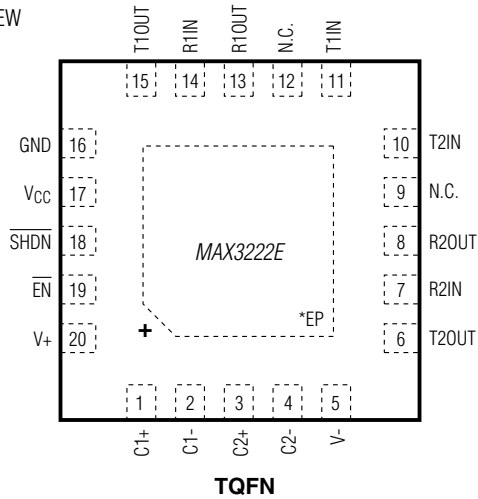 EW
T1OUT
R1IN
R1OUT
N.C.
T1IN
15 14 13 12 11
GND 16
VCC 17
SHDN 18
EN 19
V+ 20
10 T2IN
9 N.C.
8 R2OUT
7 R2IN
6 T2OUT
MAX3222E
*EP
+
1 2 3 4 5
C1+
C1-
C2+
C2-
V-
TQFN